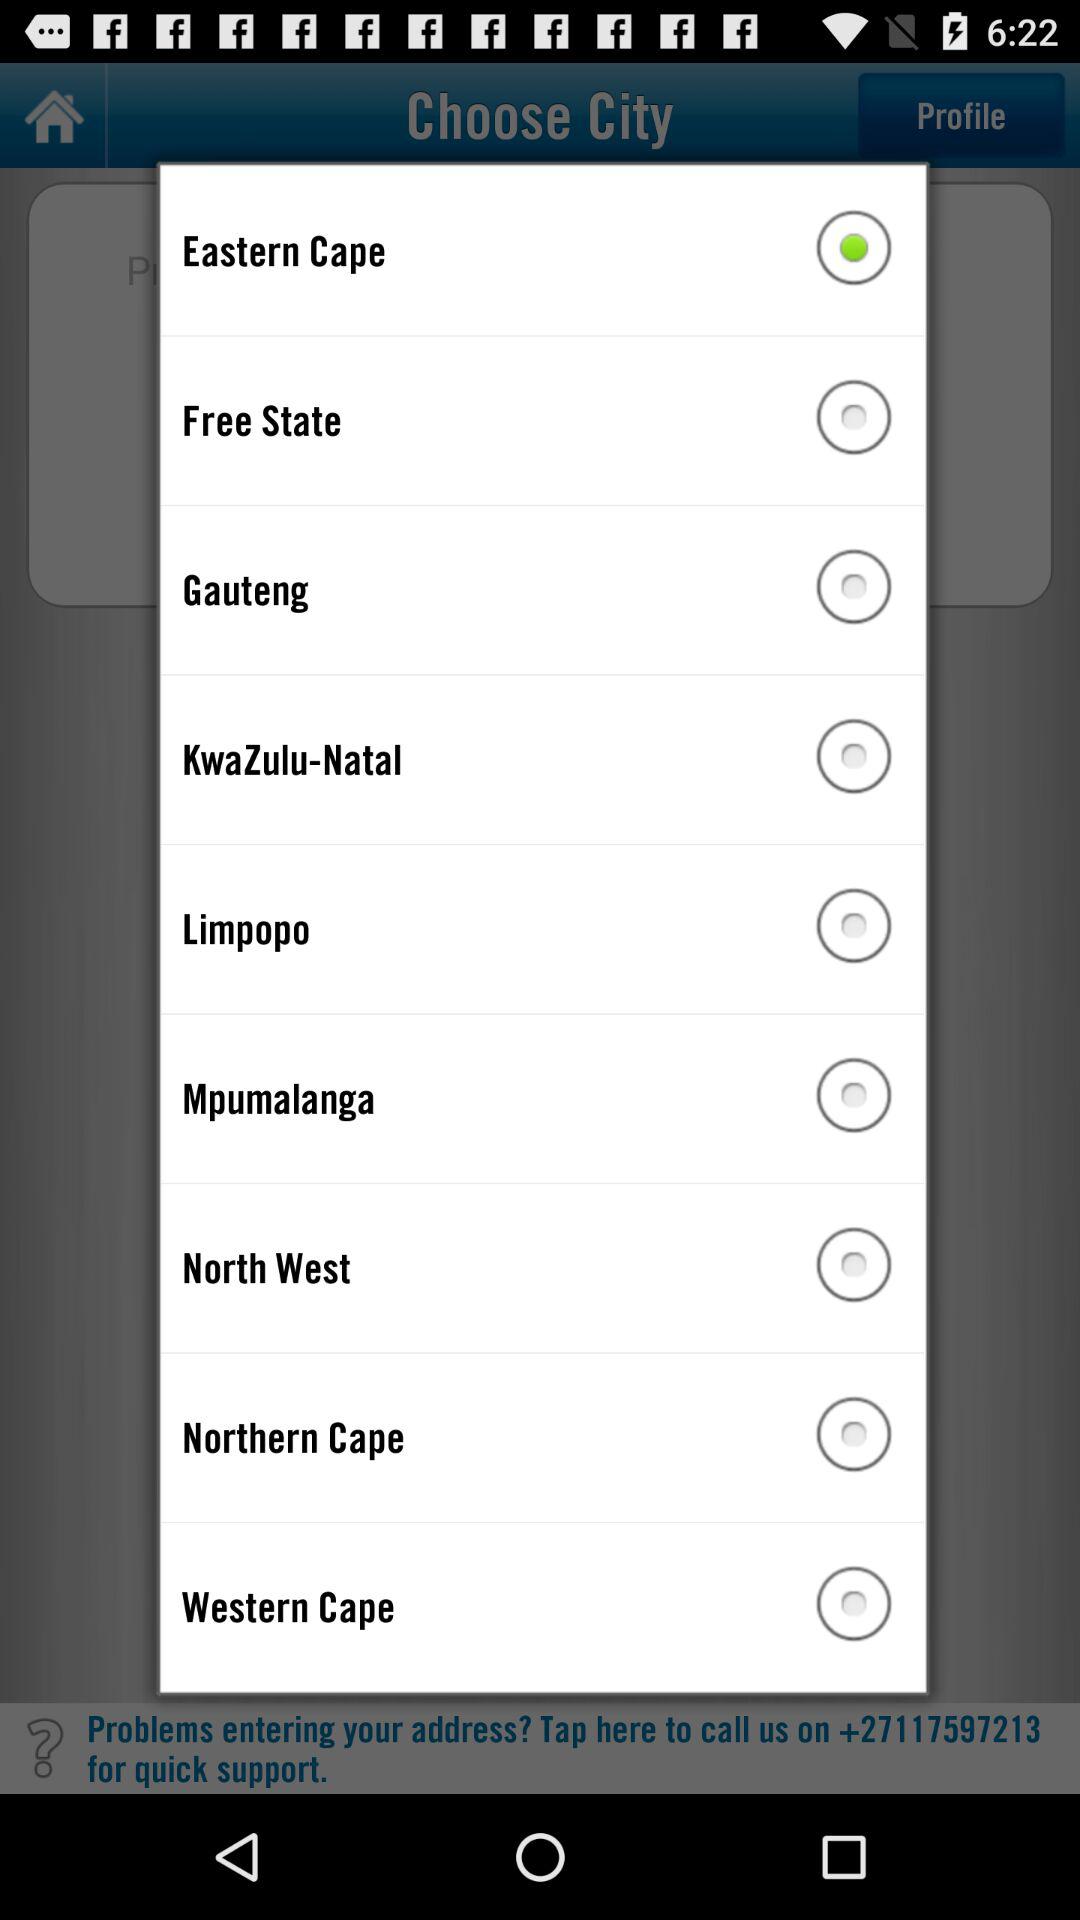 6:22
Choose City
Profile
Eastern Cape
Free State
Gauteng
KwaZulu-Natal
Limpopo
Mpumalanga
North West
Northern Cape
Western Cape
Problems entering your address? Tap here to call us on +27117597213
for quick support.